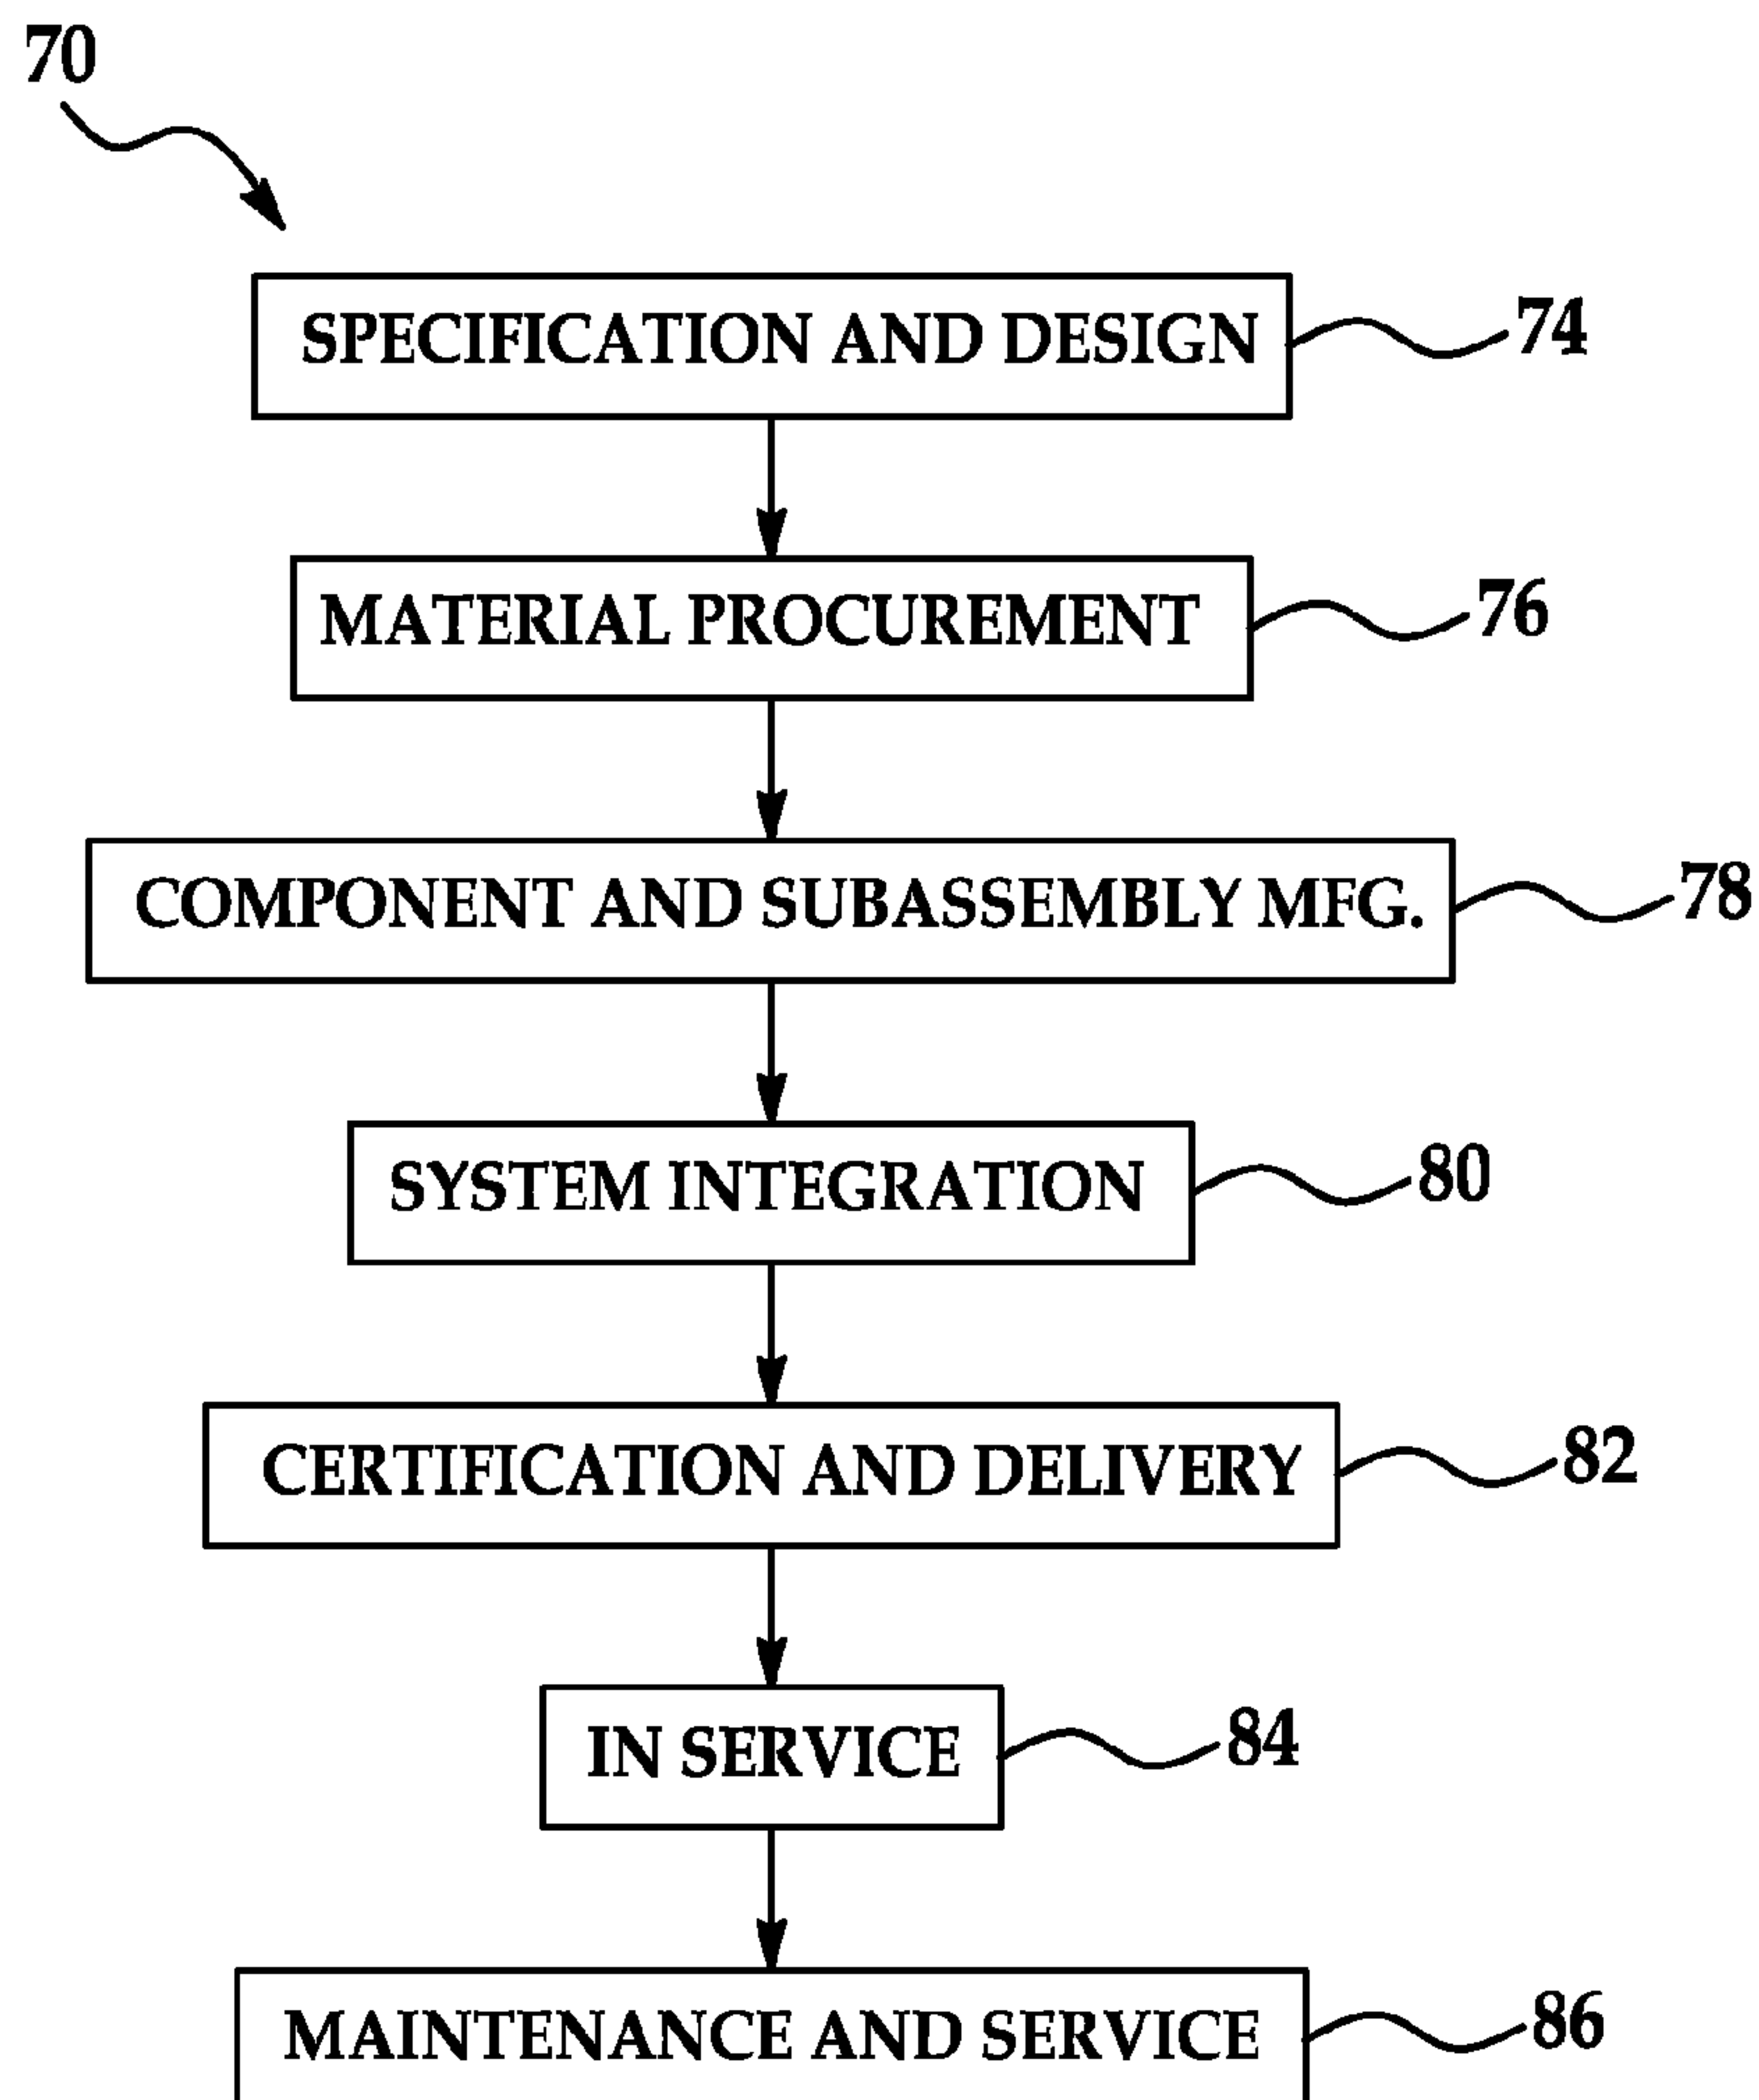 70
SPECIFICATION AND DESIGN 74
MATERIAL PROCUREMENT 76
COMPONENT AND SUBASSEMBLY MFG. 78
SYSTEM INTEGRATION 80
CERTIFICATION AND DELIVERY 82
IN SERVICE 84
MAINTENANCE AND SERVICE 86